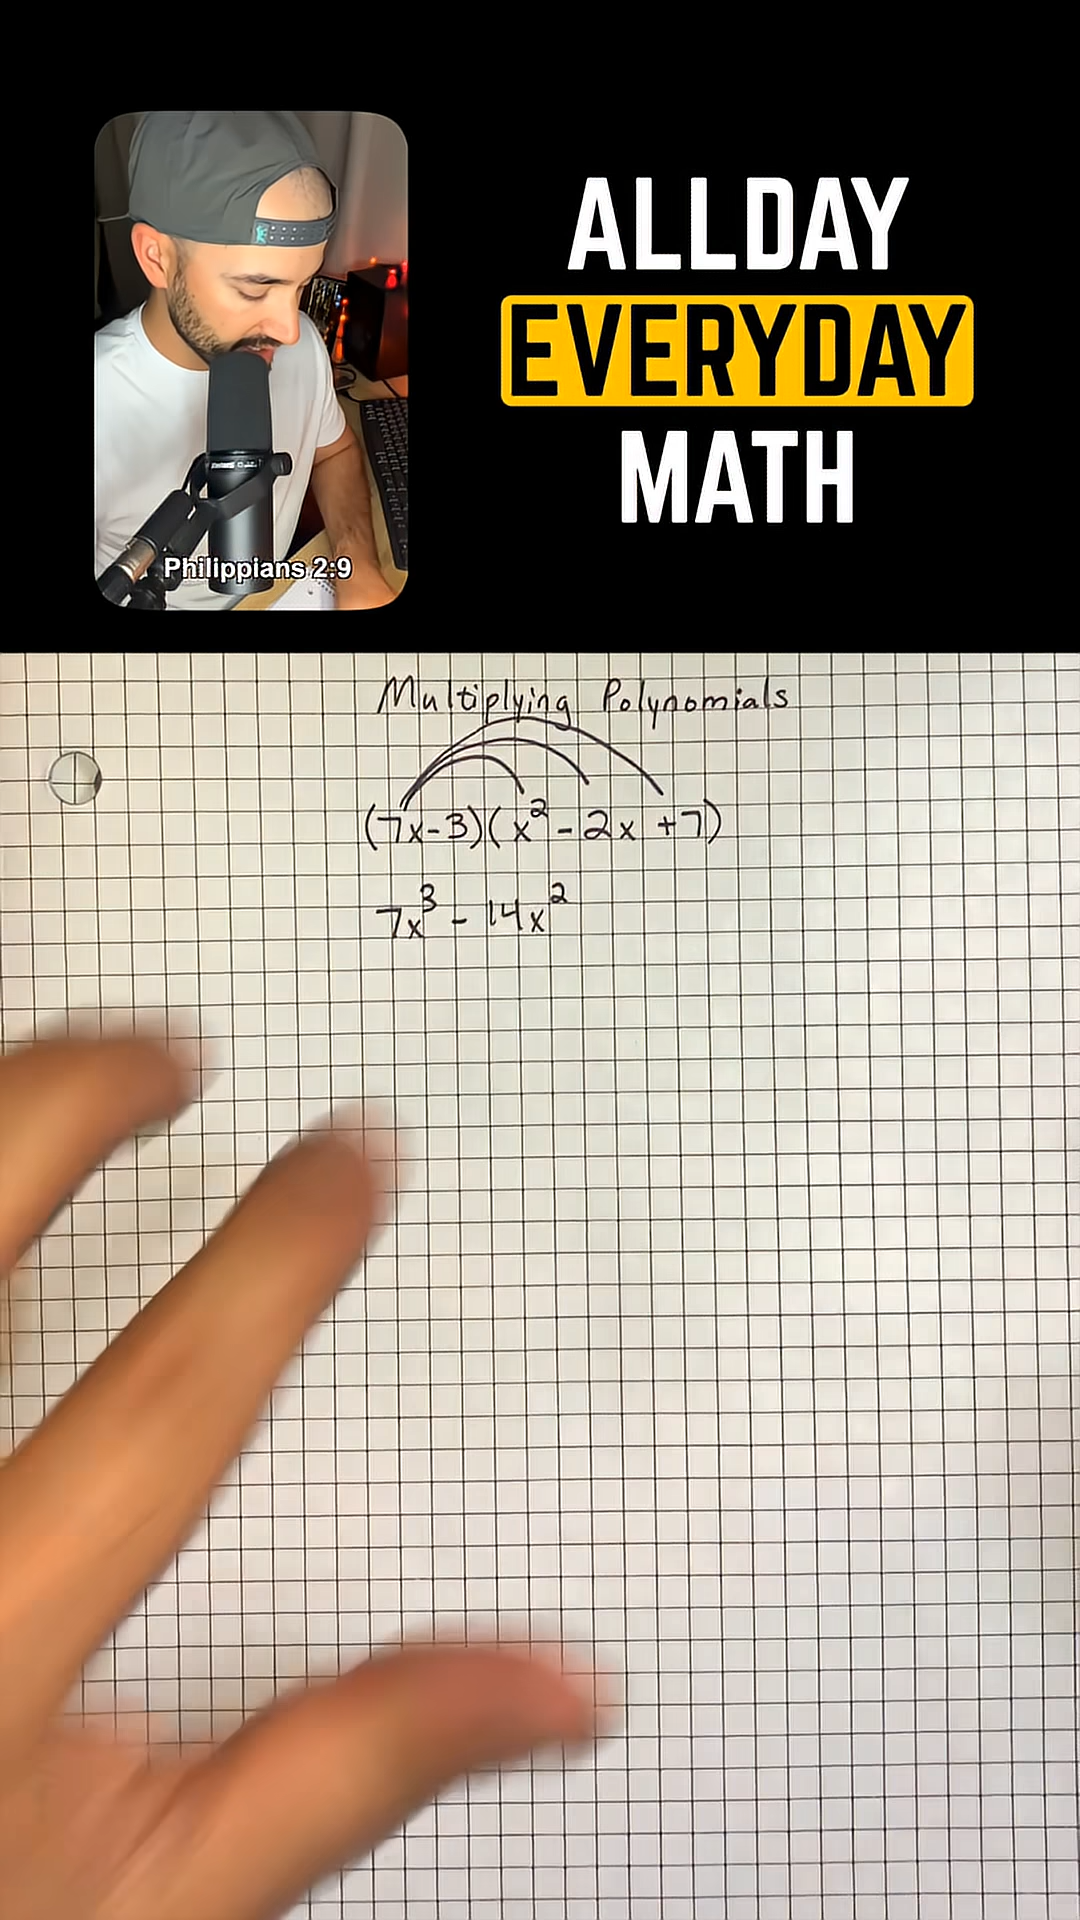 ALLDAY
EVERYDAY
MATH
Philippians 2:9
Multiplying Polynomials
(7x-3)(x² - 2x +7)
7x³ - 14x²